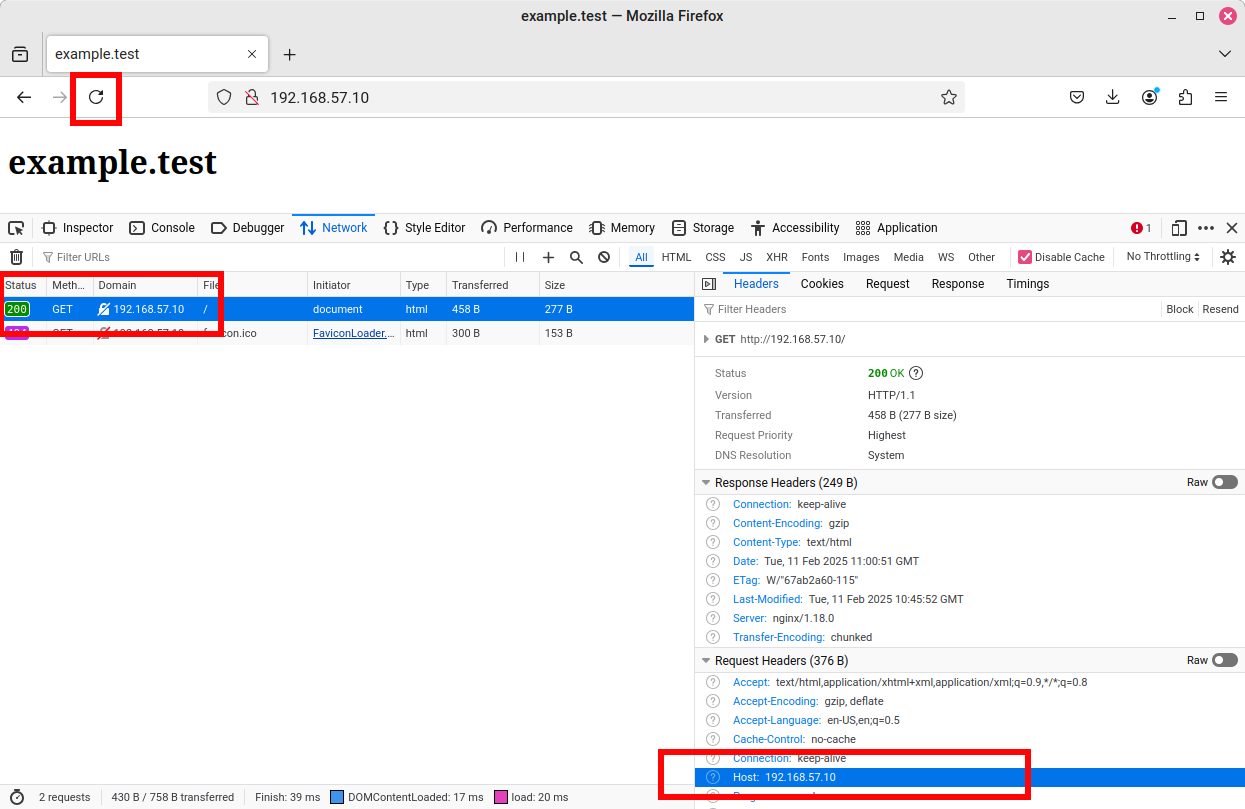 example.test — Mozilla Firefox
example.test
192.168.57.10
example.test
Inspector Console Debugger Network Style Editor Performance Memory Storage Accessibility Application 1
Filter URLs All HTML CSS JS XHR Fonts Images Media WS Other Disable Cache No Throttling
Status Meth… Domain File Initiator Type Transferred Size
200 GET 192.168.57.10 / document html 458 B 277 B
FaviconLoader.… html 300 B 153 B
Headers Cookies Request Response Timings
Filter Headers Block Resend
GET http://192.168.57.10/
Status 200 OK
Version HTTP/1.1
Transferred 458 B (277 B size)
Request Priority Highest
DNS Resolution System
Response Headers (249 B) Raw
Connection: keep-alive
Content-Encoding: gzip
Content-Type: text/html
Date: Tue, 11 Feb 2025 11:00:51 GMT
ETag: W/"67ab2a60-115"
Last-Modified: Tue, 11 Feb 2025 10:45:52 GMT
Server: nginx/1.18.0
Transfer-Encoding: chunked
Request Headers (376 B) Raw
Accept: text/html,application/xhtml+xml,application/xml;q=0.9,*/*;q=0.8
Accept-Encoding: gzip, deflate
Accept-Language: en-US,en;q=0.5
Cache-Control: no-cache
Connection: keep-alive
Host: 192.168.57.10
2 requests 430 B / 758 B transferred Finish: 39 ms DOMContentLoaded: 17 ms load: 20 ms